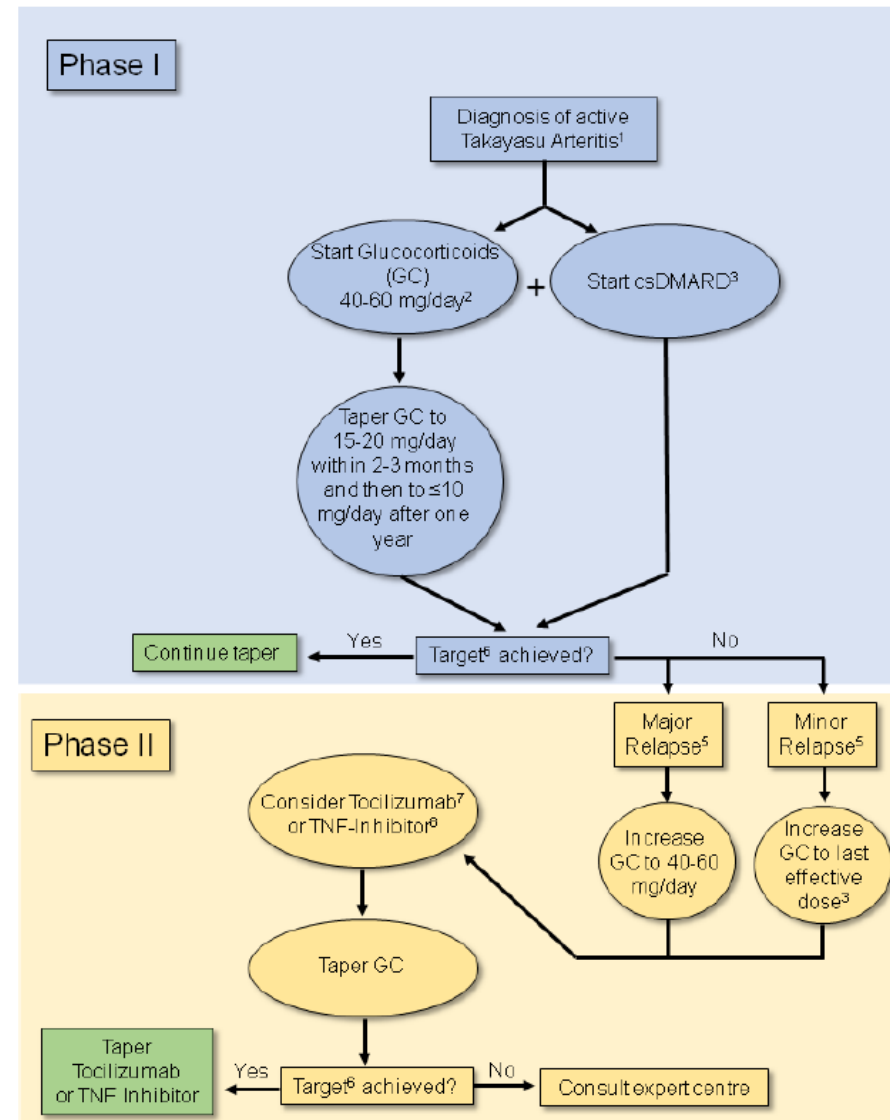 Phase I
Diagnosis of active
Takayasu Arteritis¹
Start Glucocorticoids
(GC)
40-60 mg/day²
+
Start csDMARD³
Taper GC to
15-20 mg/day
within 2-3 months
and then to ≤10
mg/day after one
year
Continue taper
Yes
Target⁶ achieved?
No
Phase II
Major
Relapse⁵
Minor
Relapse⁵
Consider Tocilizumab⁷
or TNF-Inhibitor⁶
Increase
GC to 40-60
mg/day
Increase
GC to last
effective
dose³
Taper GC
Taper
Tocilizumab
or TNF Inhibitor
Yes
Target⁶ achieved?
No
Consult expert centre